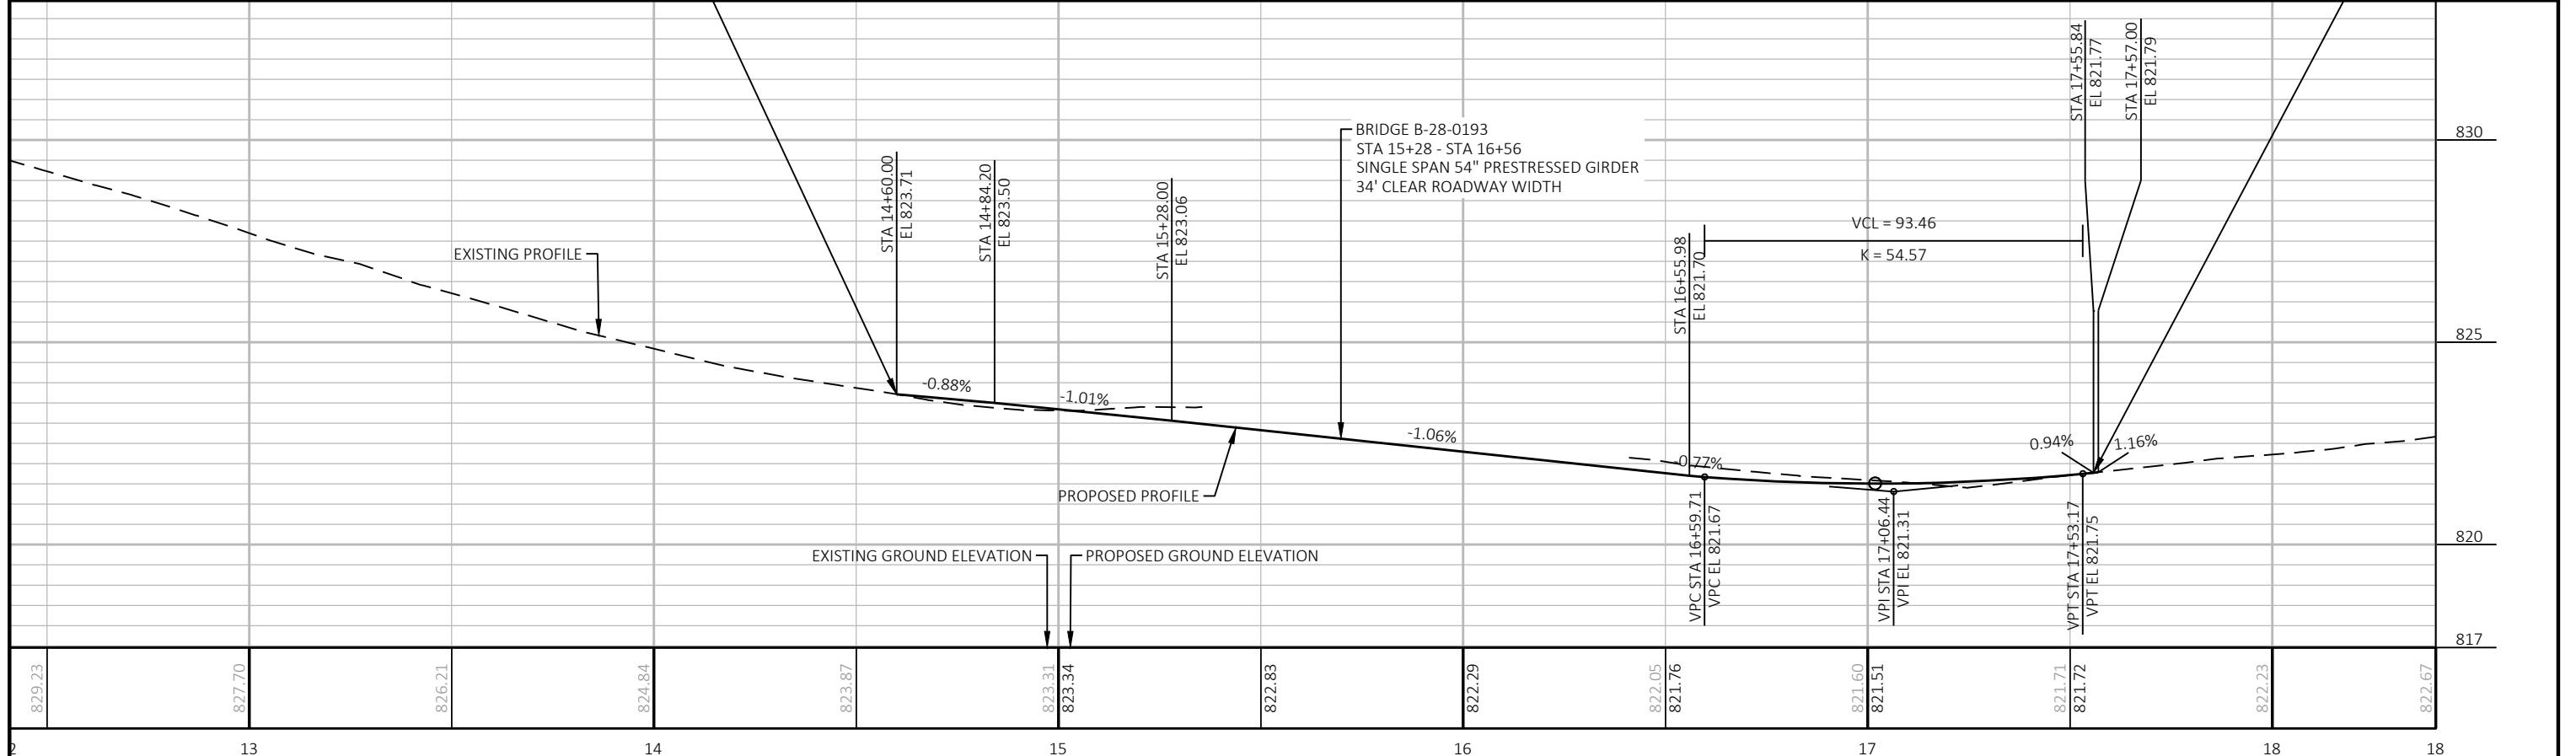 STA 17+55.84
EL 821.77
STA 17+57.00
EL 821.79
830
BRIDGE B-28-0193
STA 15+28 - STA 16+56
SINGLE SPAN 54" PRESTRESSED GIRDER
34' CLEAR ROADWAY WIDTH
STA 14+60.00
EL 823.71
STA 14+84.20
EL 823.50
STA 15+28.00
EL 823.06
STA 16+55.98
EL 821.70
VCL = 93.46
K = 54.57
EXISTING PROFILE
825
-0.88%
-1.01%
-1.06%
-0.77%
0.94%
1.16%
PROPOSED PROFILE
VPC STA 16+59.71
VPC EL 821.67
VPI STA 17+06.44
VPI EL 821.31
VPT STA 17+53.17
VPT EL 821.75
820
EXISTING GROUND ELEVATION
PROPOSED GROUND ELEVATION
817
829.23
827.70
826.21
824.84
823.87
823.31
823.34
822.83
822.29
822.05
821.76
821.60
821.51
821.71
821.72
822.23
822.67
2
13
14
15
16
17
18
18